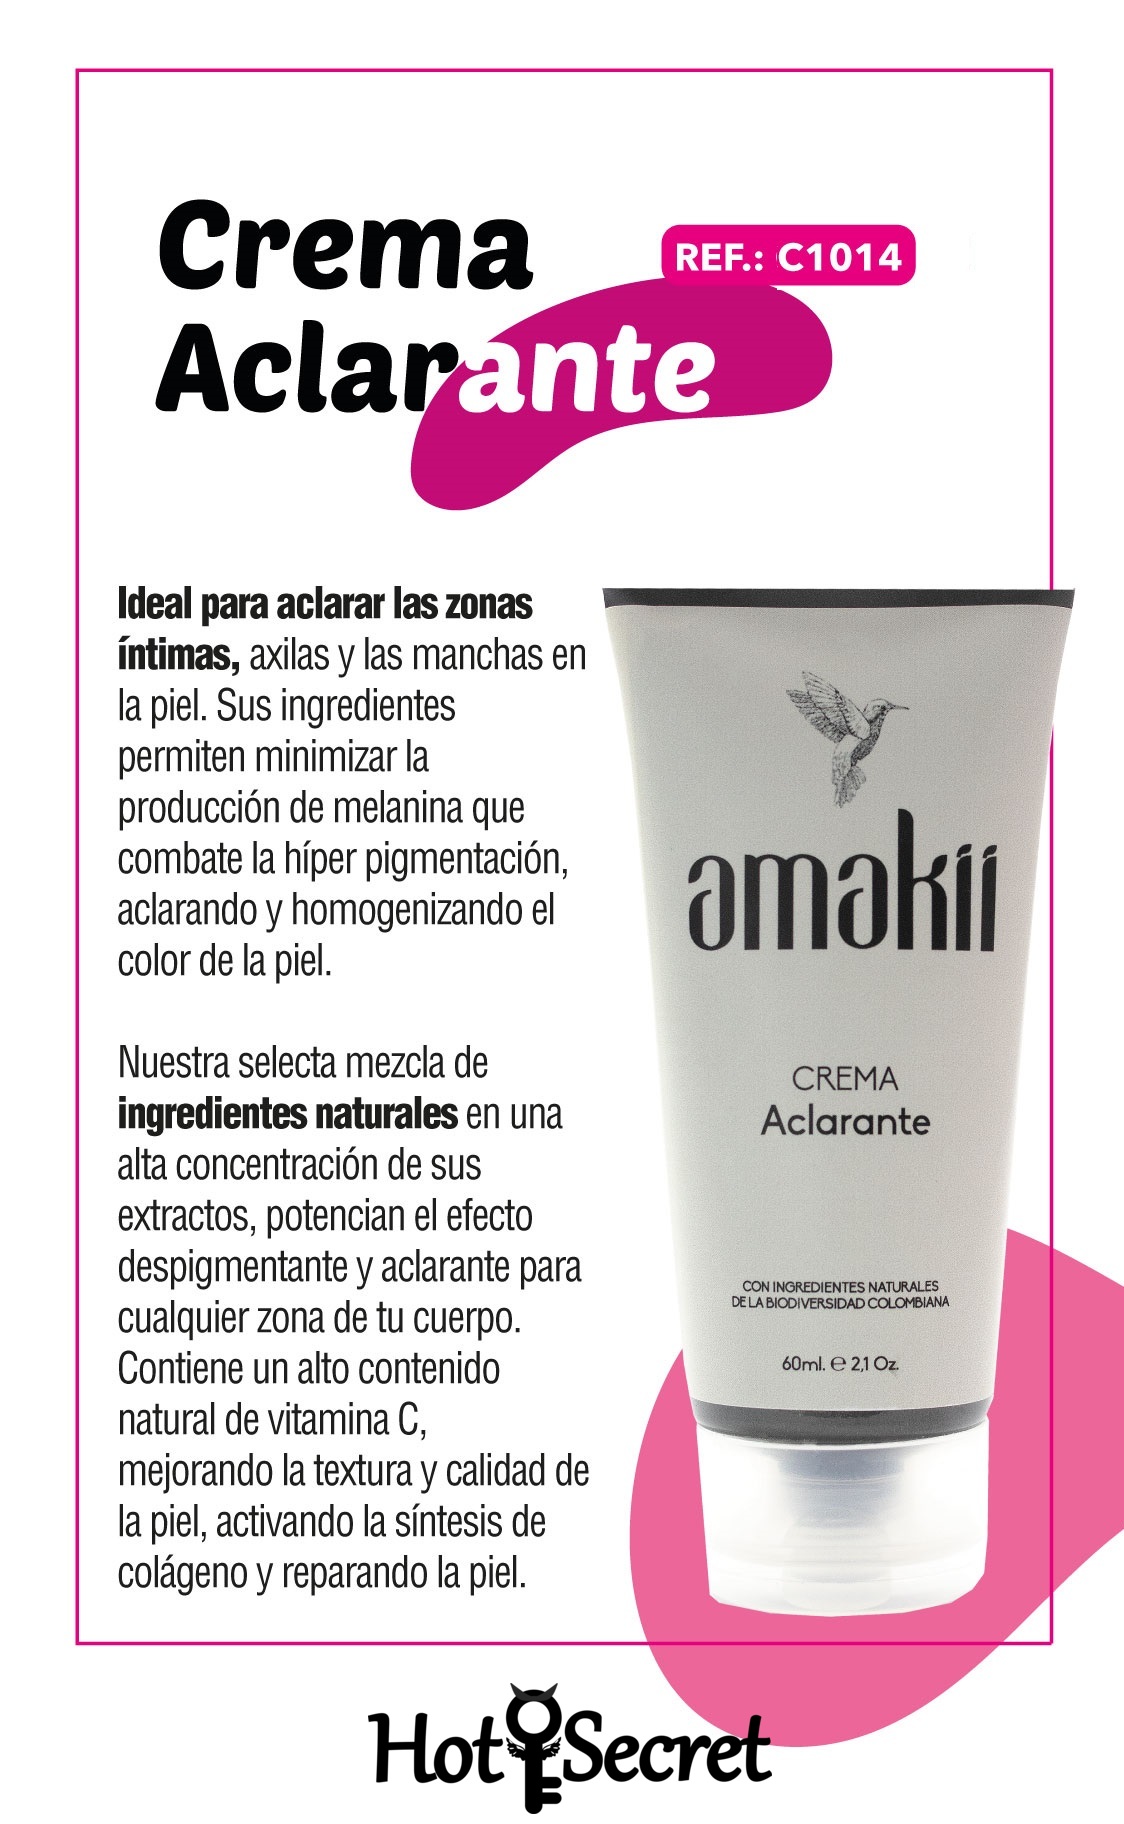 Crema
REF.: C1014
Aclarante
Ideal para aclarar las zonas
íntimas, axilas y las manchas en
la piel. Sus ingredientes
permiten minimizar la
producción de melanina que
combate la híper pigmentación,
aclarando y homogenizando el
color de la piel.
Nuestra selecta mezcla de
ingredientes naturales en una
alta concentración de sus
extractos, potencian el efecto
despigmentante y aclarante para
cualquier zona de tu cuerpo.
Contiene un alto contenido
natural de vitamina C,
mejorando la textura y calidad de
la piel, activando la síntesis de
colágeno y reparando la piel.
amakii
CREMA
Aclarante
CON INGREDIENTES NATURALES
DE LA BIODIVERSIDAD COLOMBIANA
60ml. ℮ 2,1 Oz.
Hot Secret